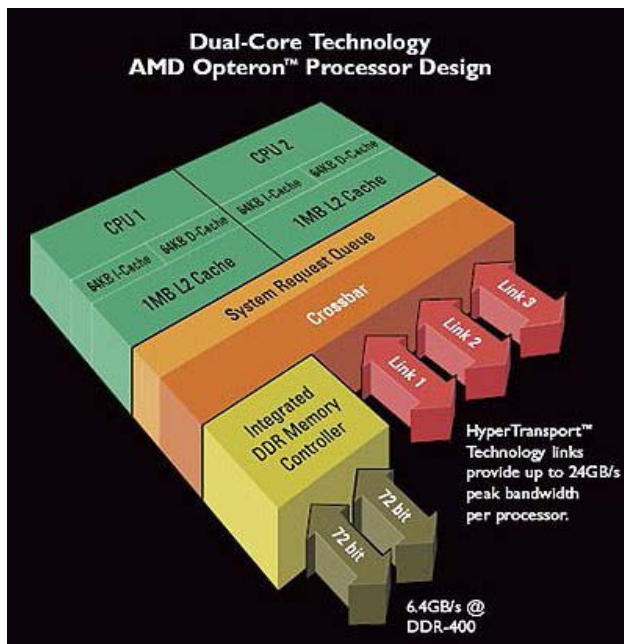 Dual-Core Technology
AMD Opteron™ Processor Design
CPU 1
64KB I-Cache
64KB D-Cache
1MB L2 Cache
CPU 2
64KB I-Cache
64KB D-Cache
1MB L2 Cache
System Request Queue
Crossbar
Integrated
DDR Memory
Controller
Link 1
Link 2
Link 3
HyperTransport™
Technology links
provide up to 24GB/s
peak bandwidth
per processor.
72 bit
72 bit
6.4GB/s @
DDR-400